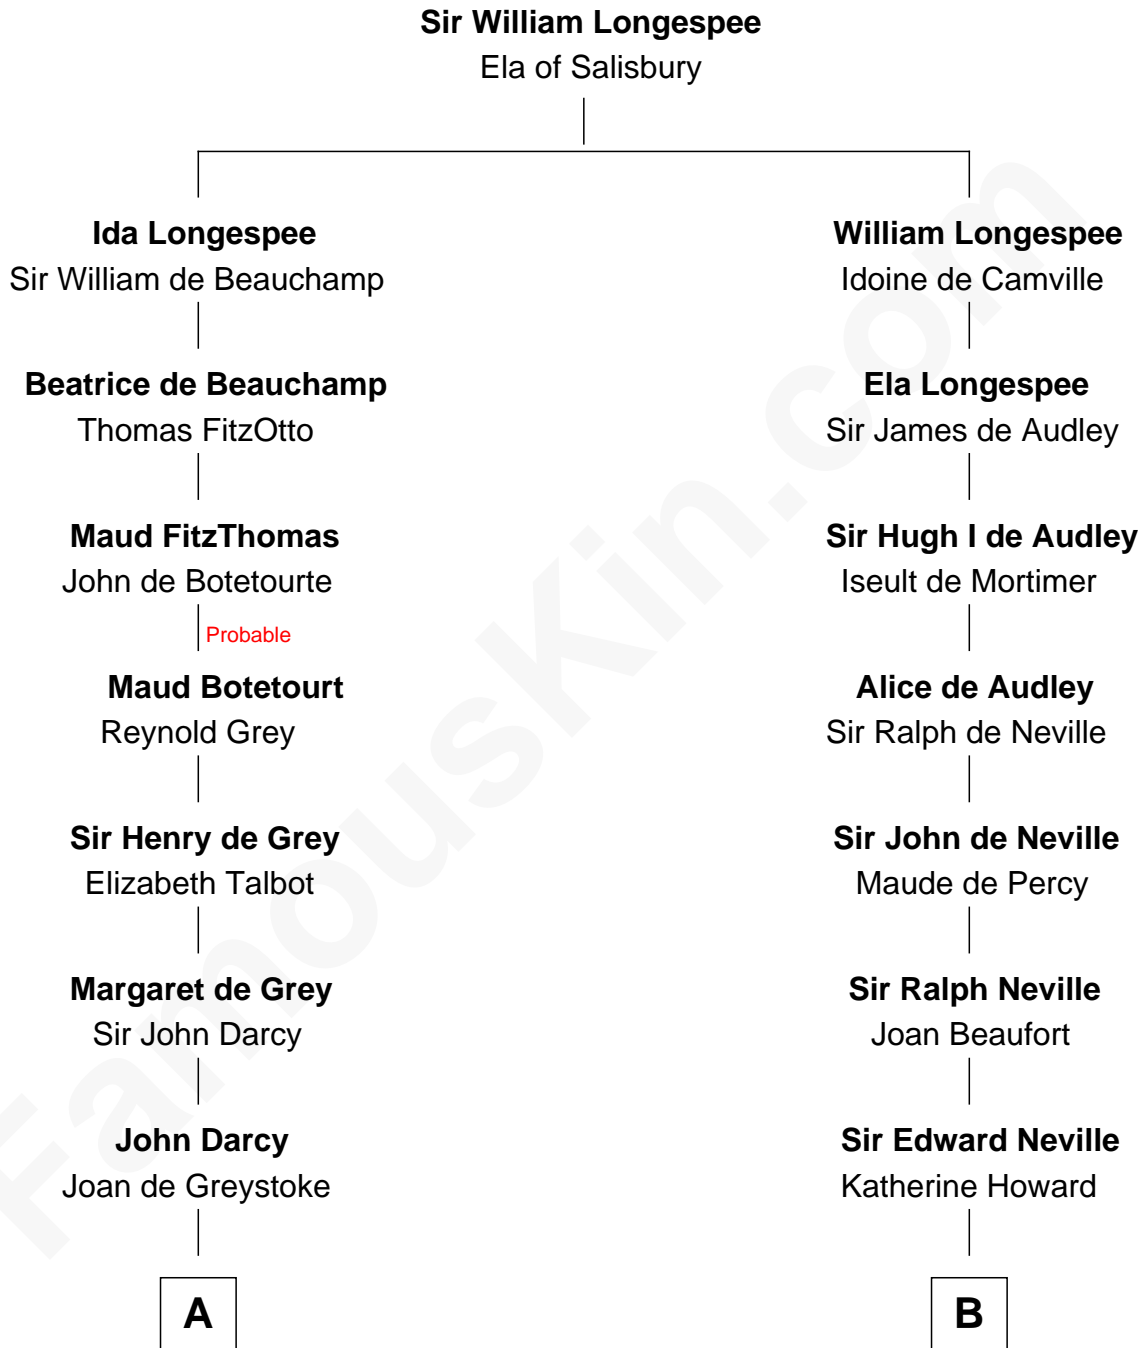 Sir William Longespee
Ela of Salisbury
Ida Longespee
Sir William de Beauchamp
Beatrice de Beauchamp
Thomas FitzOtto
Maud FitzThomas
John de Botetourte
Probable
Maud Botetourt
Reynold Grey
Sir Henry de Grey
Elizabeth Talbot
Margaret de Grey
Sir John Darcy
John Darcy
Joan de Greystoke
A
William Longespee
Idoine de Camville
Ela Longespee
Sir James de Audley
Sir Hugh I de Audley
Iseult de Mortimer
Alice de Audley
Sir Ralph de Neville
Sir John de Neville
Maude de Percy
Sir Ralph Neville
Joan Beaufort
Sir Edward Neville
Katherine Howard
B
FamousKin.com